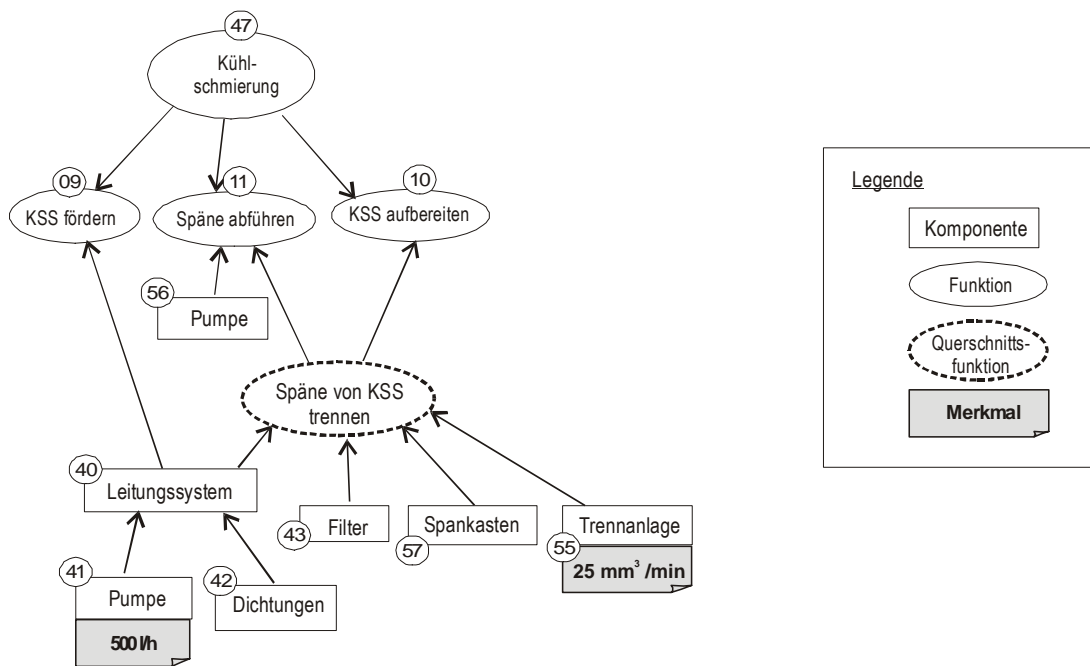 47
Kühl-
schmierung
09
KSS fördern
11
Späne abführen
10
KSS aufbereiten
56
Pumpe
Späne von KSS
trennen
40
Leitungssystem
43
Filter
57
Spankasten
55
Trennanlage
25 mm³ /min
41
Pumpe
500 l/h
42
Dichtungen
Legende
Komponente
Funktion
Querschnitts-
funktion
Merkmal